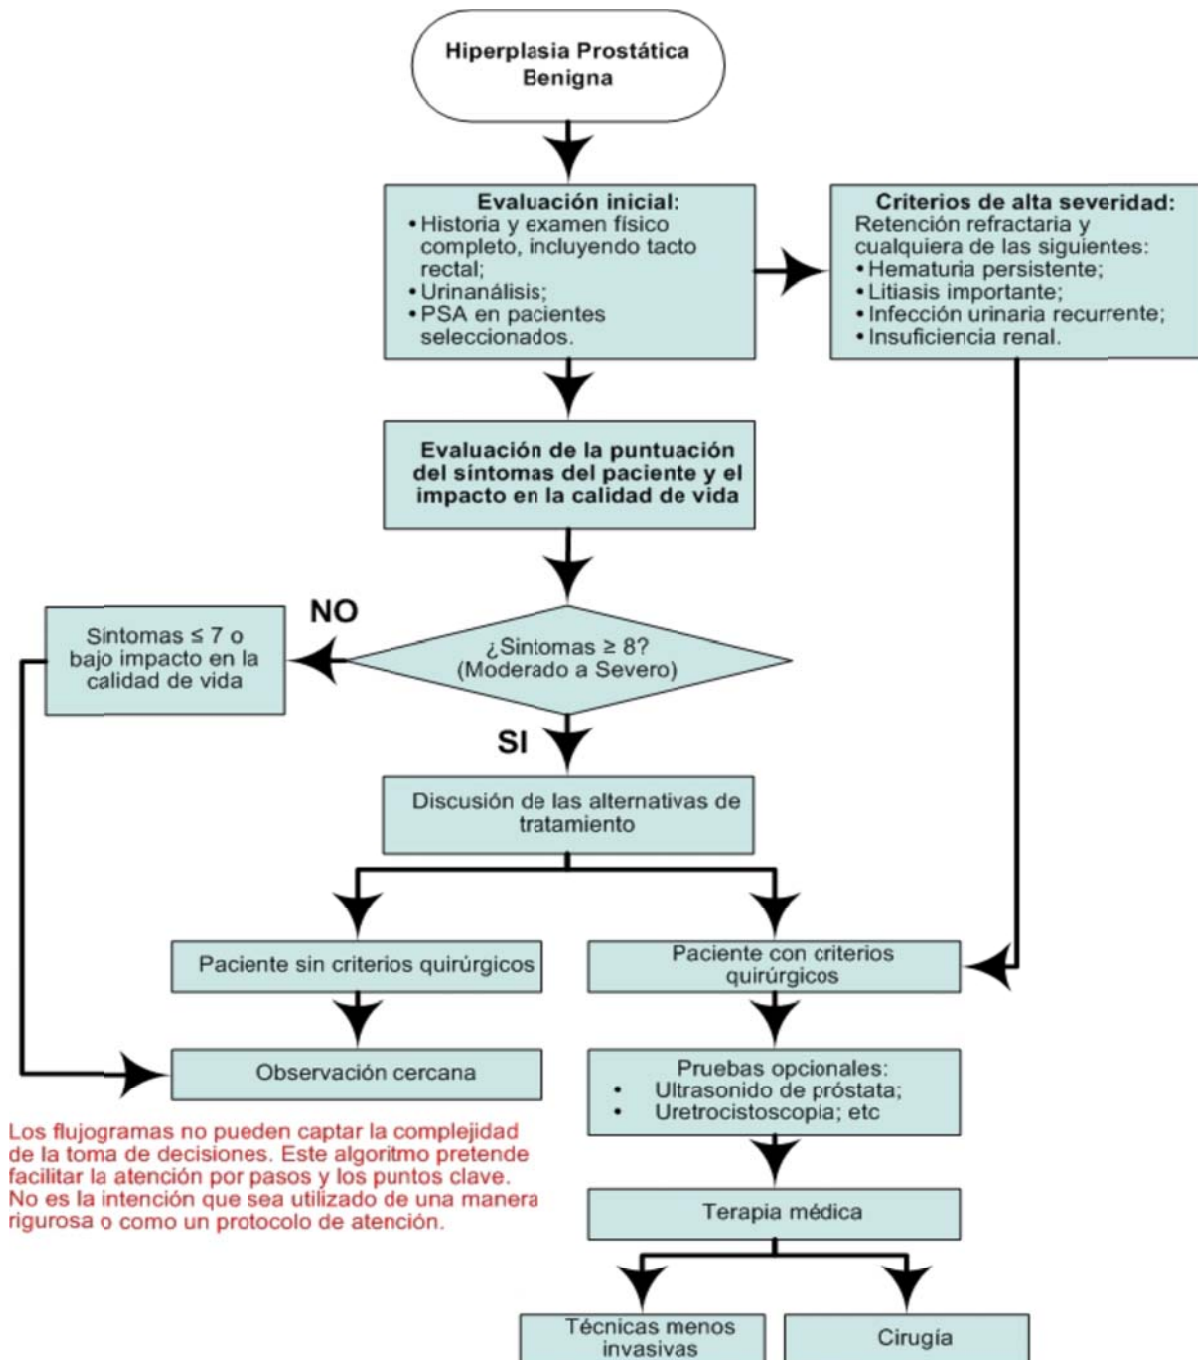 Hiperplasia Prostática
Benigna
Evaluación inicial:
• Historia y examen físico
completo, incluyendo tacto
rectal;
• Urinanálisis;
• PSA en pacientes
seleccionados.
Criterios de alta severidad:
Retención refractaria y
cualquiera de las siguientes:
• Hematuria persistente;
• Litiasis importante;
• Infección urinaria recurrente;
• Insuficiencia renal.
Evaluación de la puntuación
del síntomas del paciente y el
impacto en la calidad de vida
NO
Síntomas ≤ 7 o
bajo impacto en la
calidad de vida
¿Sintomas ≥ 8?
(Moderado a Severo)
SI
Discusión de las alternativas de
tratamiento
Paciente sin criterios quirúrgicos
Paciente con criterios
quirúrgicos
Observación cercana
Pruebas opcionales:
• Ultrasonido de próstata;
• Uretrocistoscopia; etc
Los flujogramas no pueden captar la complejidad
de la toma de decisiones. Este algoritmo pretende
facilitar la atención por pasos y los puntos clave.
No es la intención que sea utilizado de una manera
rigurosa o como un protocolo de atención.
Terapia médica
Técnicas menos
invasivas
Cirugía